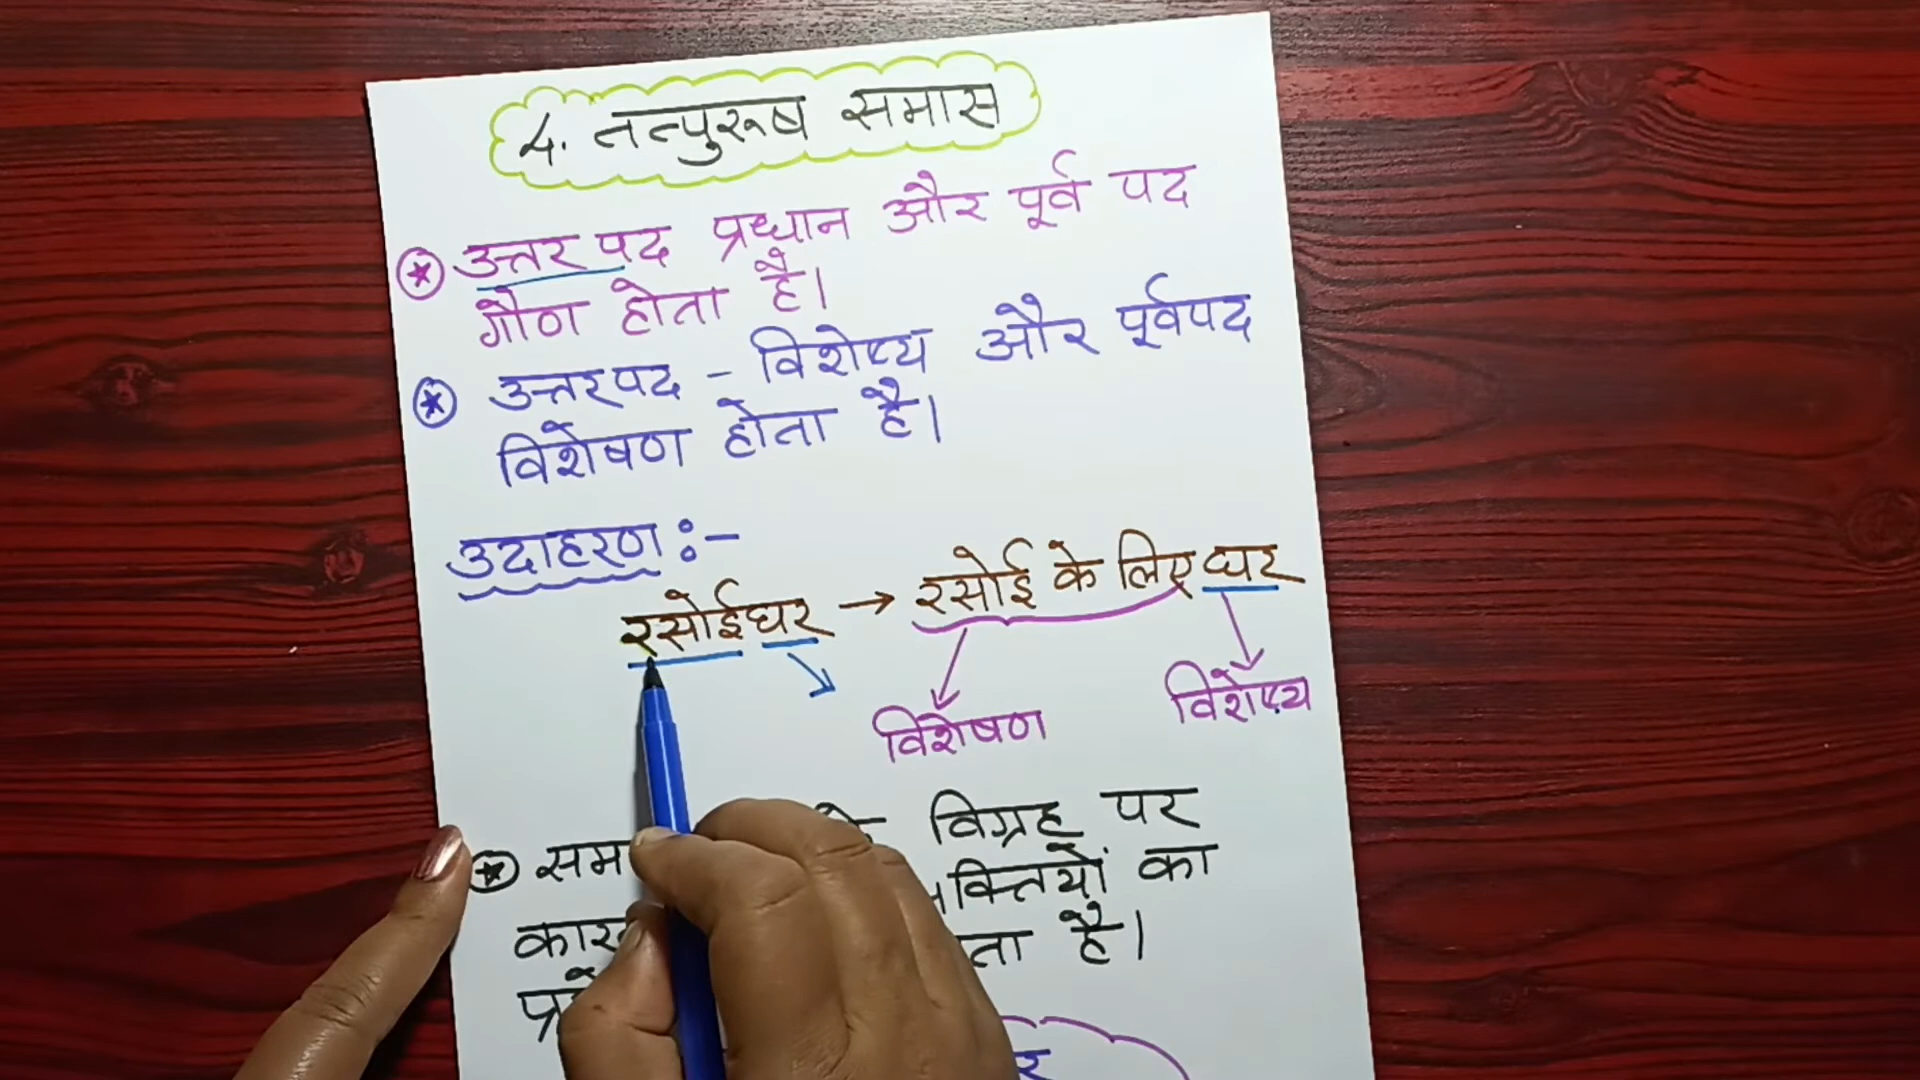 4. तत्पुरूष समास
उत्तर पद प्रधान और पूर्व पद
गौण होता है।
उत्तरपद - विशेष्य और पूर्वपद
विशेषण होता है।
उदाहरण :-
रसोईघर → रसोई के लिए घर
विशेषण विशेष्य
विग्रह पर
का
है।